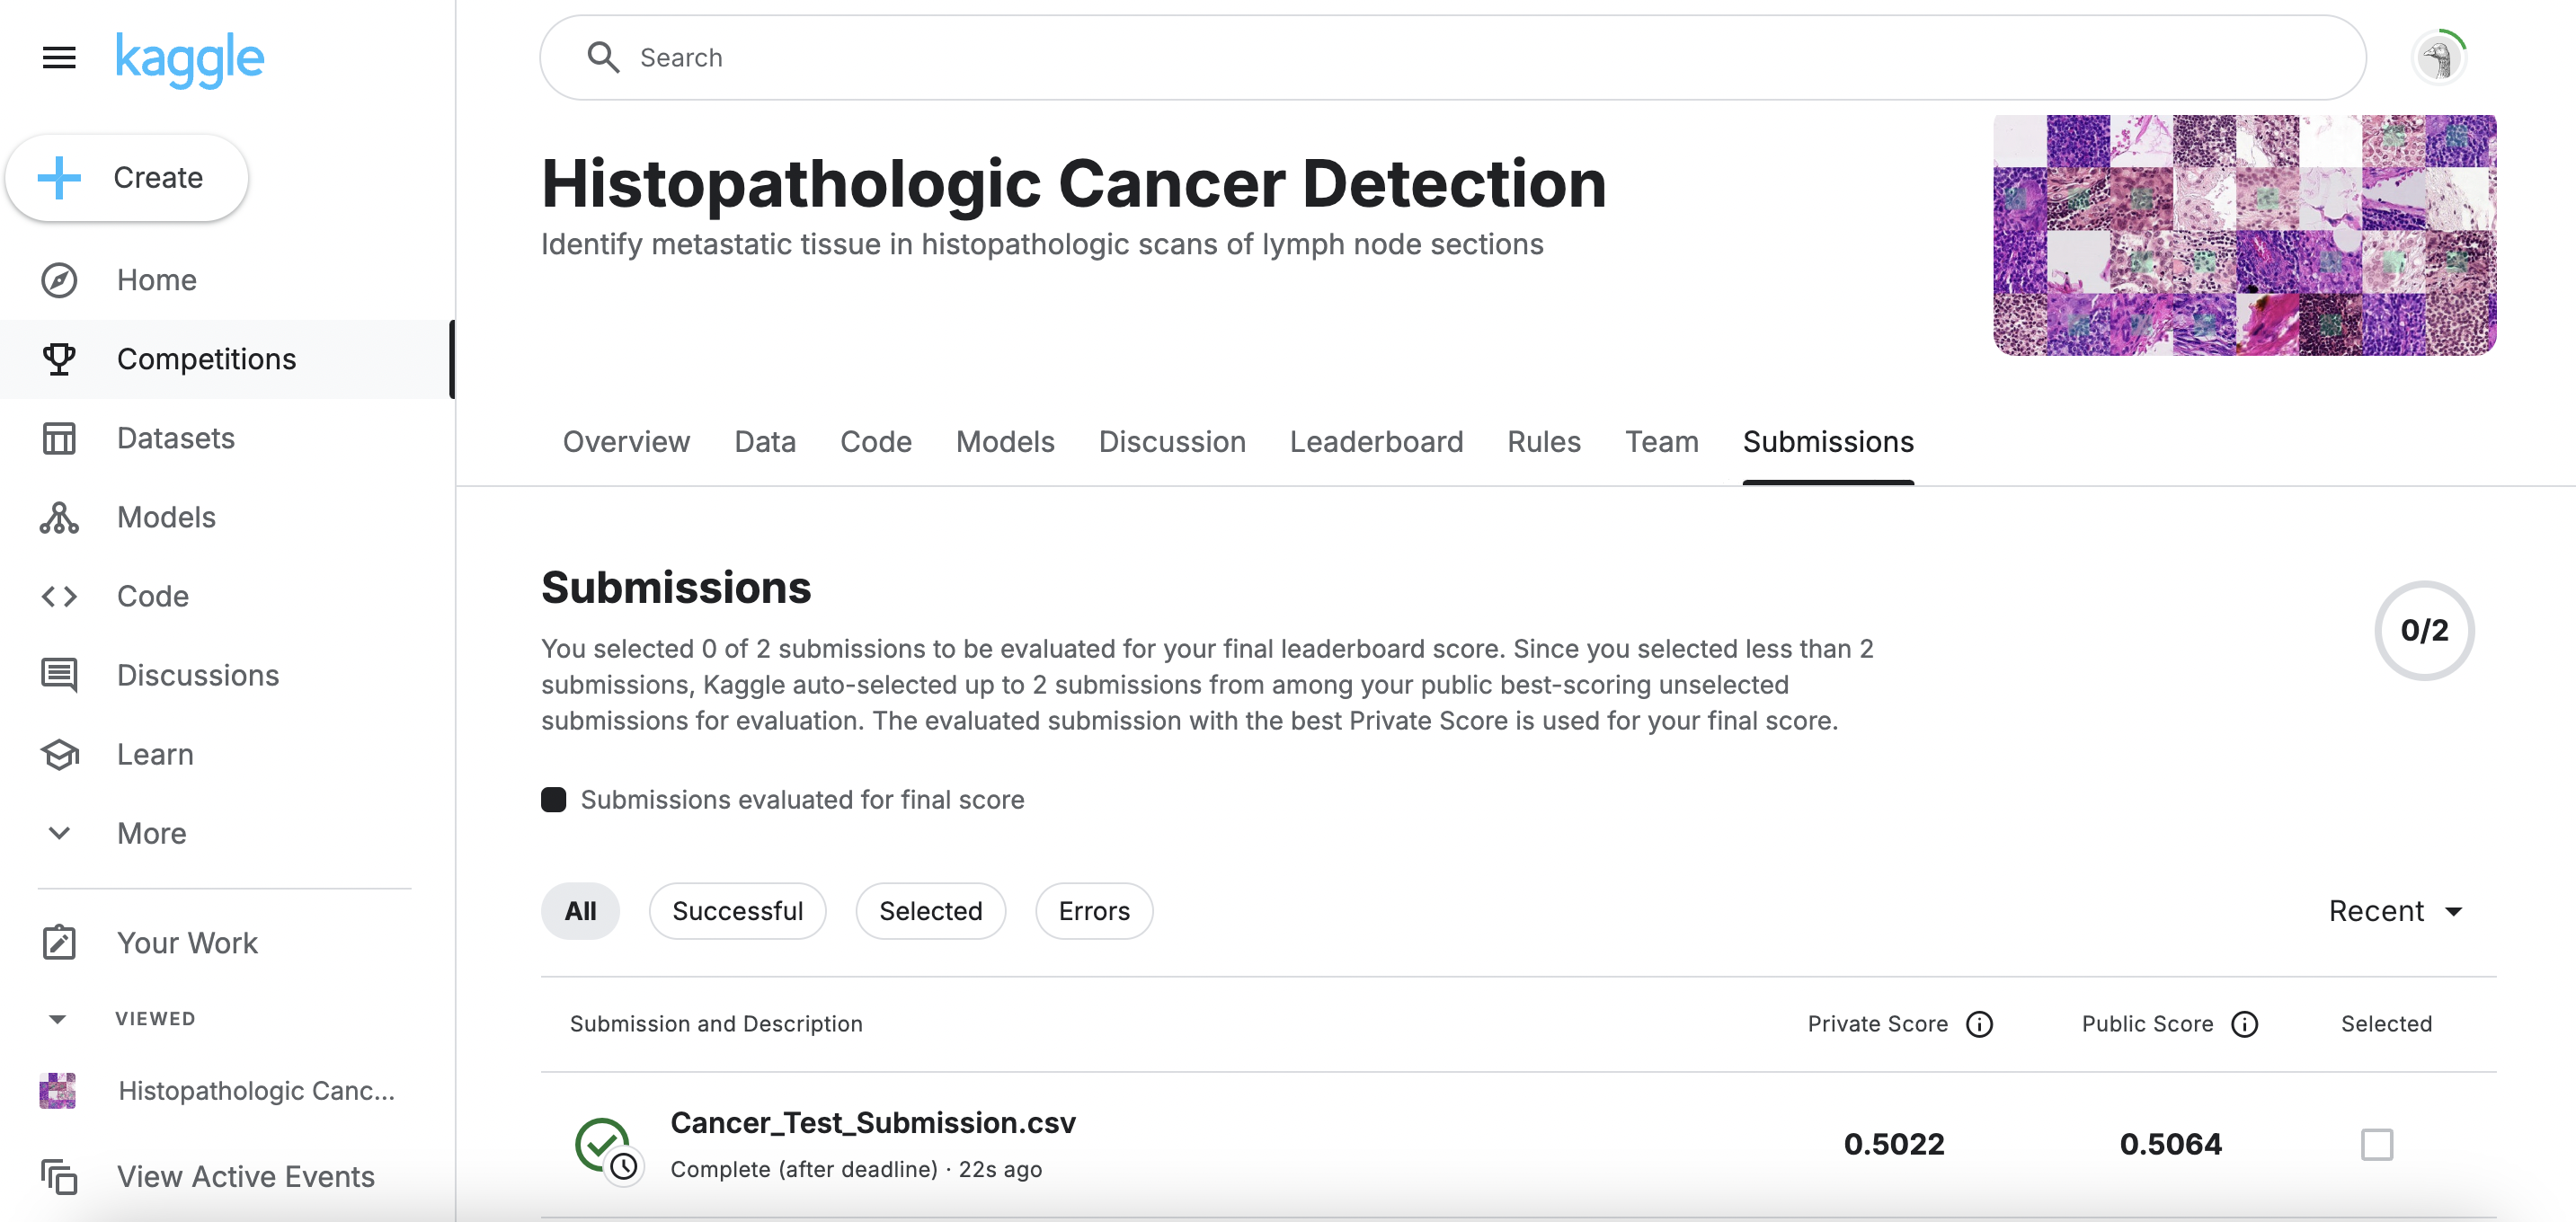 kaggle
Search
Create
Home
Competitions
Datasets
Models
Code
Discussions
Learn
More
Your Work
VIEWED
Histopathologic Canc...
View Active Events
Histopathologic Cancer Detection
Identify metastatic tissue in histopathologic scans of lymph node sections
Overview Data Code Models Discussion Leaderboard Rules Team Submissions
Submissions
You selected 0 of 2 submissions to be evaluated for your final leaderboard score. Since you selected less than 2
submissions, Kaggle auto-selected up to 2 submissions from among your public best-scoring unselected
submissions for evaluation. The evaluated submission with the best Private Score is used for your final score.
0/2
Submissions evaluated for final score
All Successful Selected Errors Recent
Submission and Description Private Score Public Score Selected
Cancer_Test_Submission.csv
Complete (after deadline) · 22s ago
0.5022 0.5064